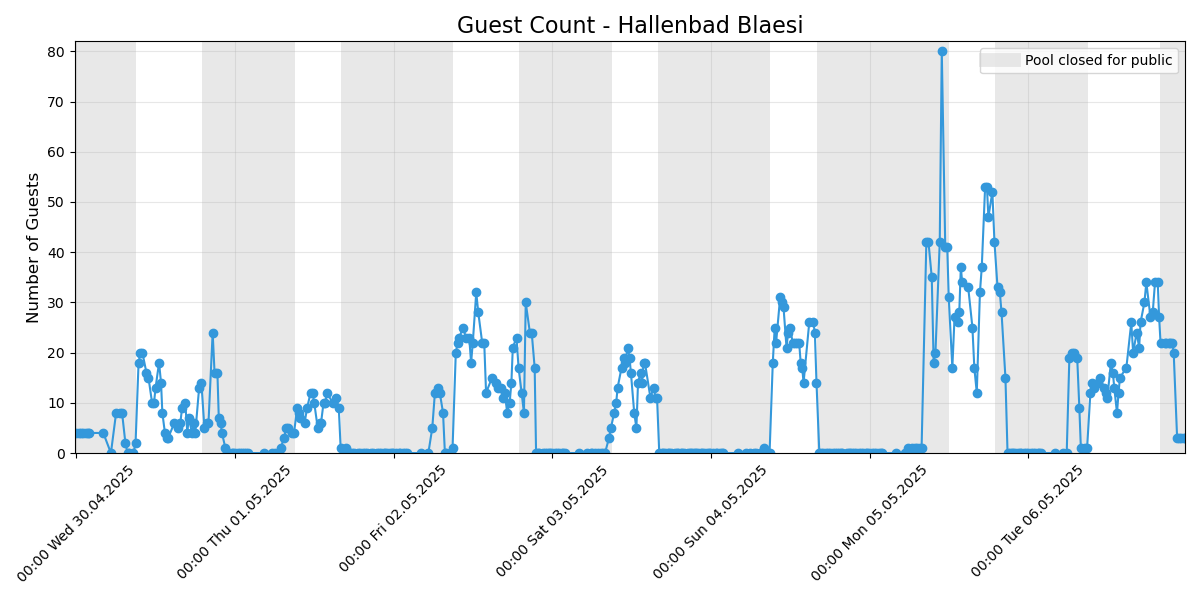 Guest Count - Hallenbad Blaesi
Pool closed for public
Number of Guests
80
70
60
50
40
30
20
10
0
00:00 Wed 30.04.2025
00:00 Thu 01.05.2025
00:00 Fri 02.05.2025
00:00 Sat 03.05.2025
00:00 Sun 04.05.2025
00:00 Mon 05.05.2025
00:00 Tue 06.05.2025